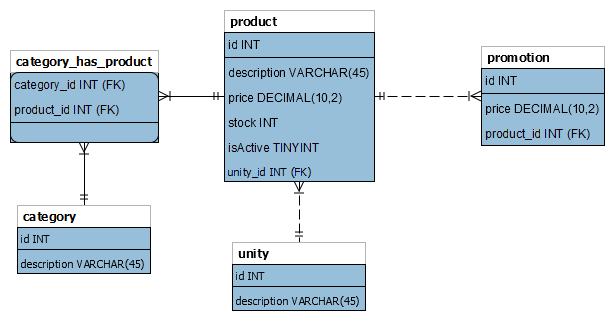 product
id INT
description VARCHAR(45)
price DECIMAL(10,2)
stock INT
isActive TINYINT
unity_id INT (FK)
category_has_product
category_id INT (FK)
product_id INT (FK)
promotion
id INT
price DECIMAL(10,2)
product_id INT (FK)
category
id INT
description VARCHAR(45)
unity
id INT
description VARCHAR(45)